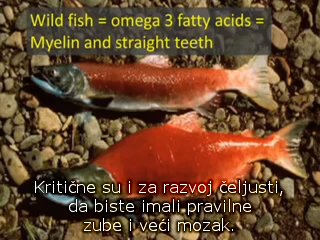 Wild fish = omega 3 fatty acids =
Myelin and straight teeth
Kritične su i za razvoj čeljusti,
da biste imali pravilne
zube i veći mozak.